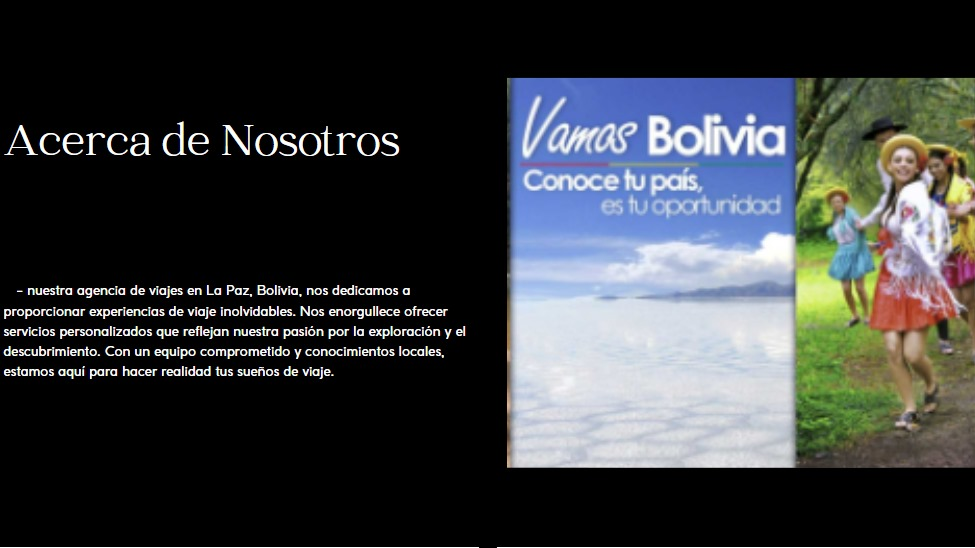 Acerca de Nosotros
- nuestra agencia de viajes en La Paz, Bolivia, nos dedicamos a
proporcionar experiencias de viaje inolvidables. Nos enorgullece ofrecer
servicios personalizados que reflejan nuestra pasión por la exploración y el
descubrimiento. Con un equipo comprometido y conocimientos locales,
estamos aquí para hacer realidad tus sueños de viaje.
Vamos Bolivia
Conoce tu país,
es tu oportunidad